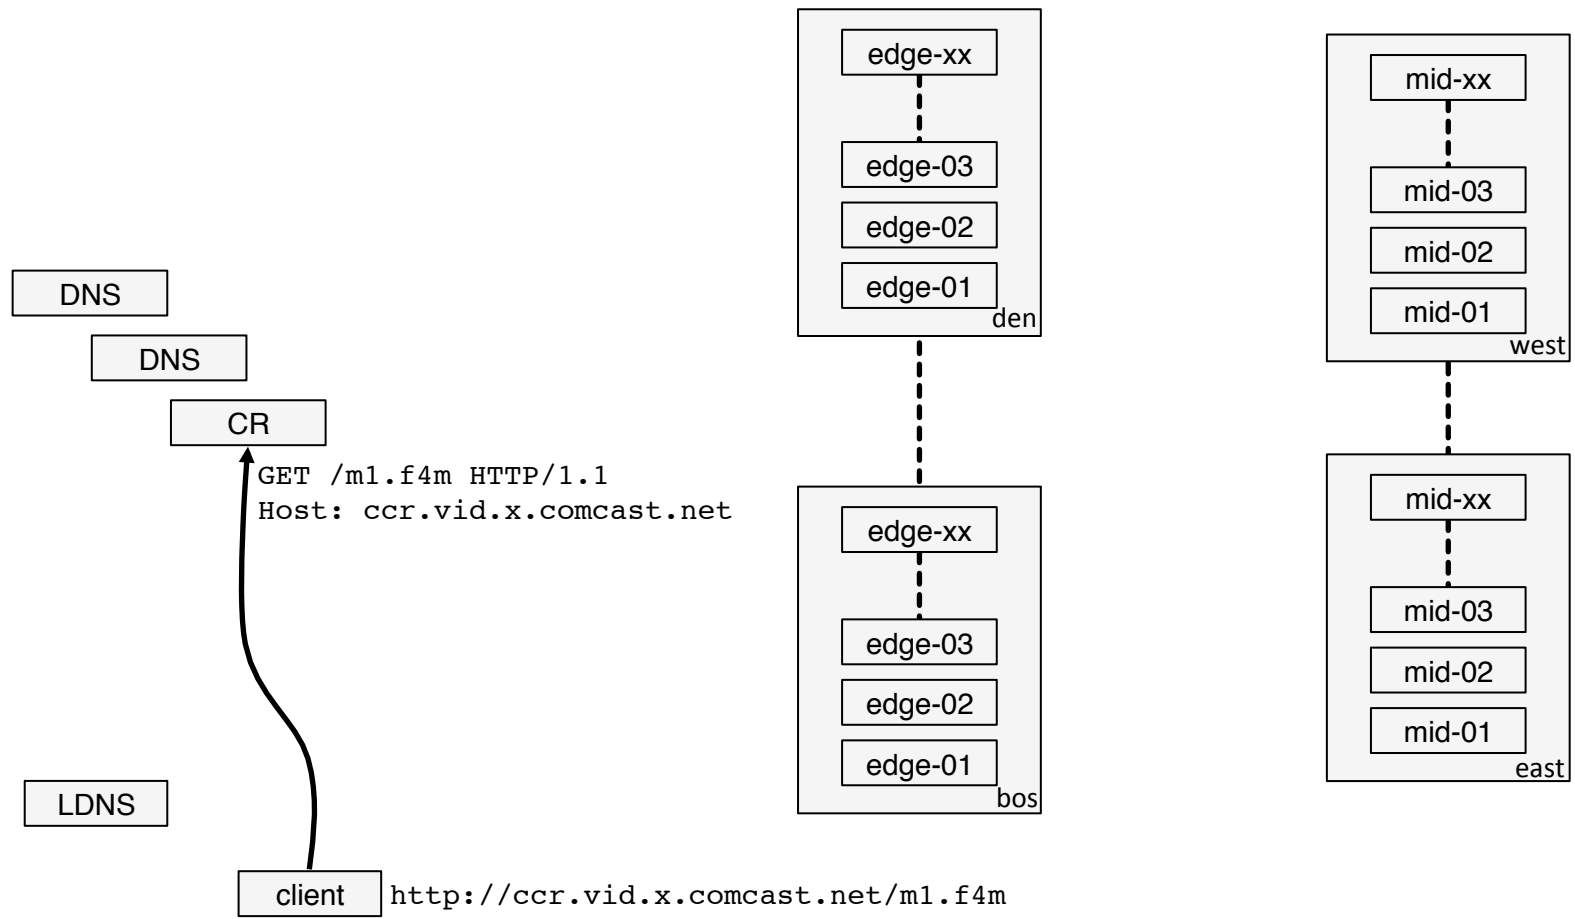 edge-xx
edge-03
edge-02
edge-01
den
mid-xx
mid-03
mid-02
mid-01
west
DNS
DNS
CR
GET /m1.f4m HTTP/1.1
Host: ccr.vid.x.comcast.net
edge-xx
edge-03
edge-02
edge-01
bos
mid-xx
mid-03
mid-02
mid-01
east
LDNS
client
http://ccr.vid.x.comcast.net/m1.f4m